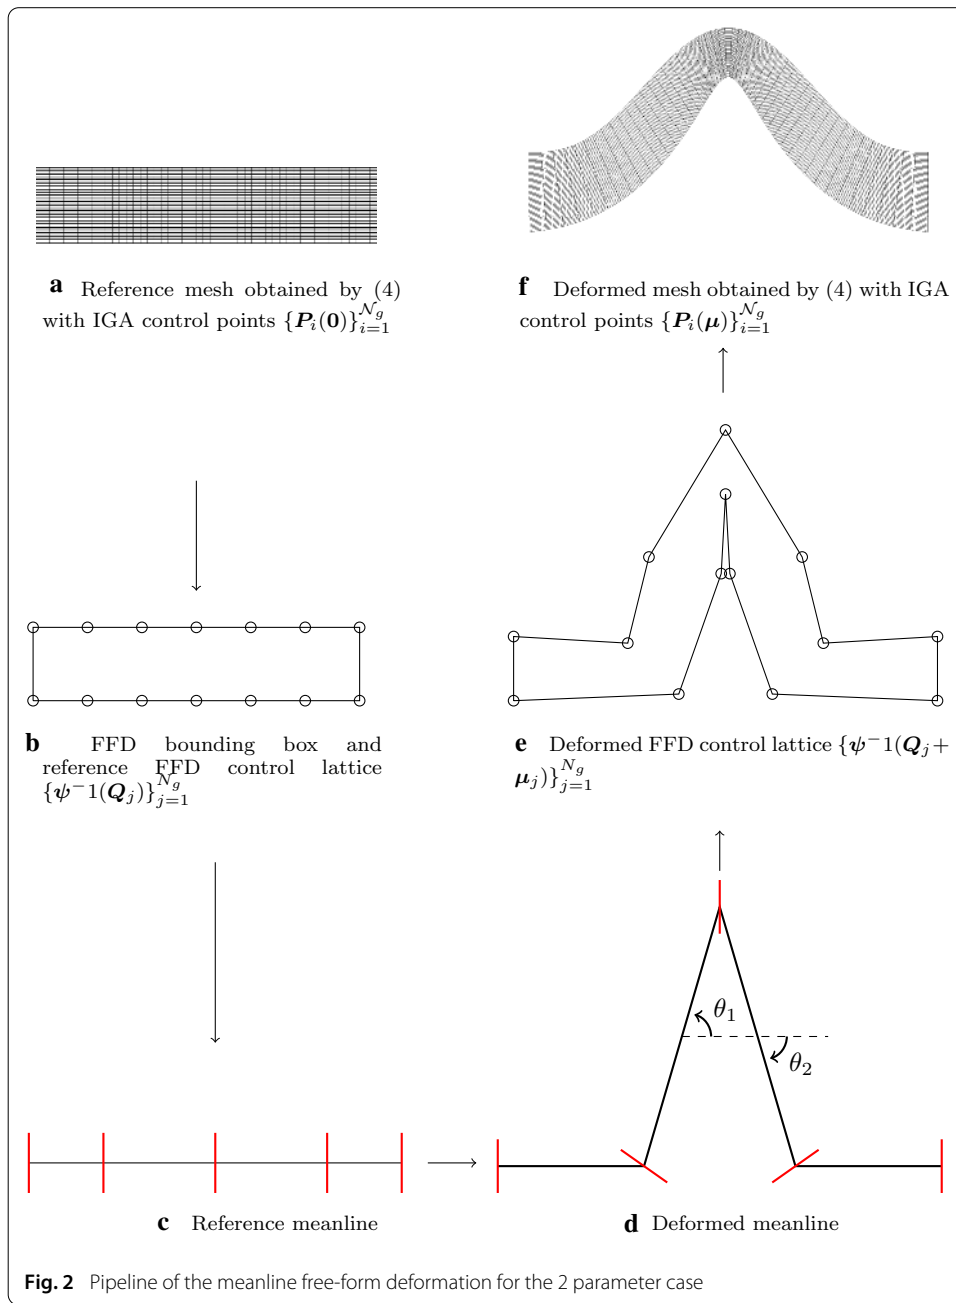 a Reference mesh obtained by (4)
with IGA control points {P_i(0)}_{i=1}^{𝒩_g}
f Deformed mesh obtained by (4) with IGA
control points {P_i(μ)}_{i=1}^{𝒩_g}
b FFD bounding box and
reference FFD control lattice
{ψ^−1(Q_j)}_{j=1}^{N_g}
e Deformed FFD control lattice {ψ^−1(Q_j+
μ_j)}_{j=1}^{N_g}
θ_1
θ_2
c Reference meanline
d Deformed meanline
Fig. 2 Pipeline of the meanline free-form deformation for the 2 parameter case